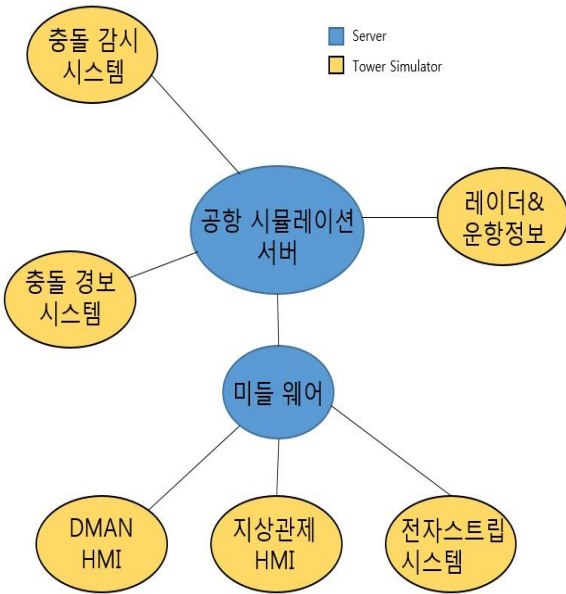 충돌 감시
시스템
Server
Tower Simulator
공항 시뮬레이션
서버
레이더&
운항정보
충돌 경보
시스템
미들 웨어
DMAN
HMI
지상관제
HMI
전자스트립
시스템